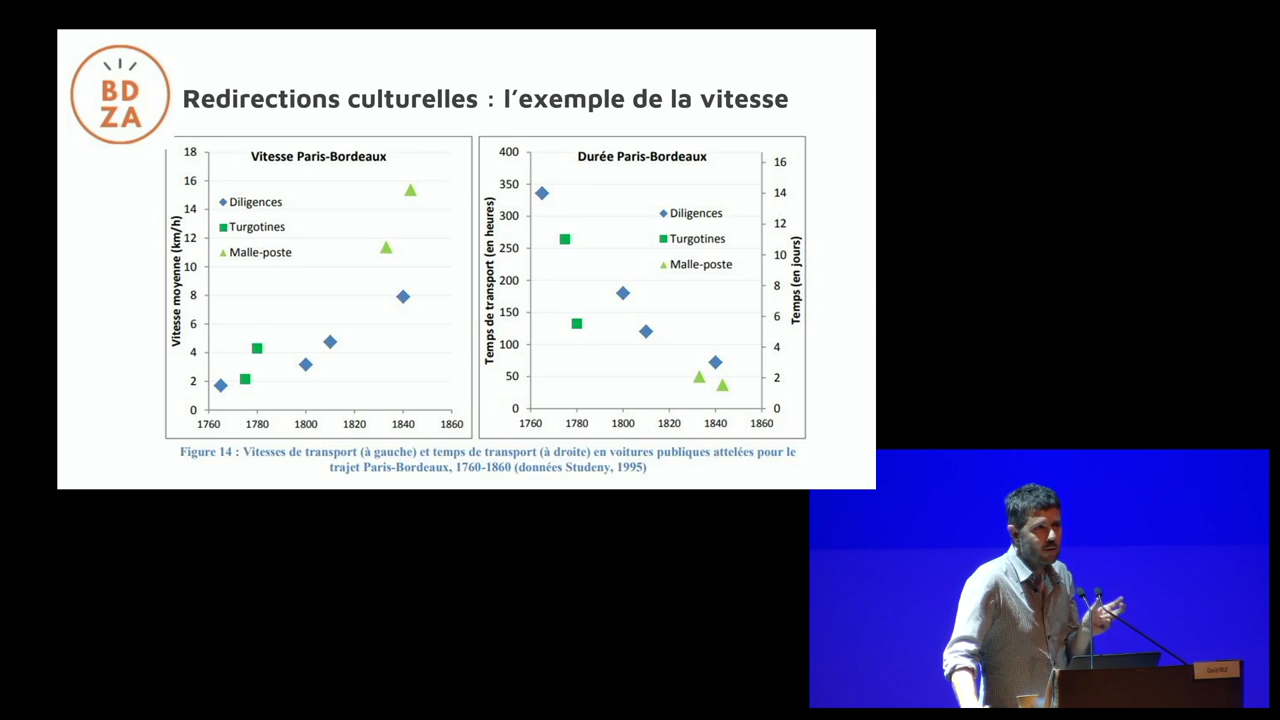 BD
ZA
Redirections culturelles : l'exemple de la vitesse
Vitesse Paris-Bordeaux
Vitesse moyenne (km/h)
18
16
14
12
10
8
6
4
2
0
Diligences
Turgotines
Malle-poste
1760
1780
1800
1820
1840
1860
Durée Paris-Bordeaux
Temps de transport (en heures)
400
350
300
250
200
150
100
50
0
Diligences
Turgotines
Malle-poste
16
14
12
10
8
6
4
2
0
Temps (en jours)
1760
1780
1800
1820
1840
1860
Figure 14 : Vitesses de transport (à gauche) et temps de transport (à droite) en voitures publiques attelées pour le
trajet Paris-Bordeaux, 1760-1860 (données Studeny, 1995)